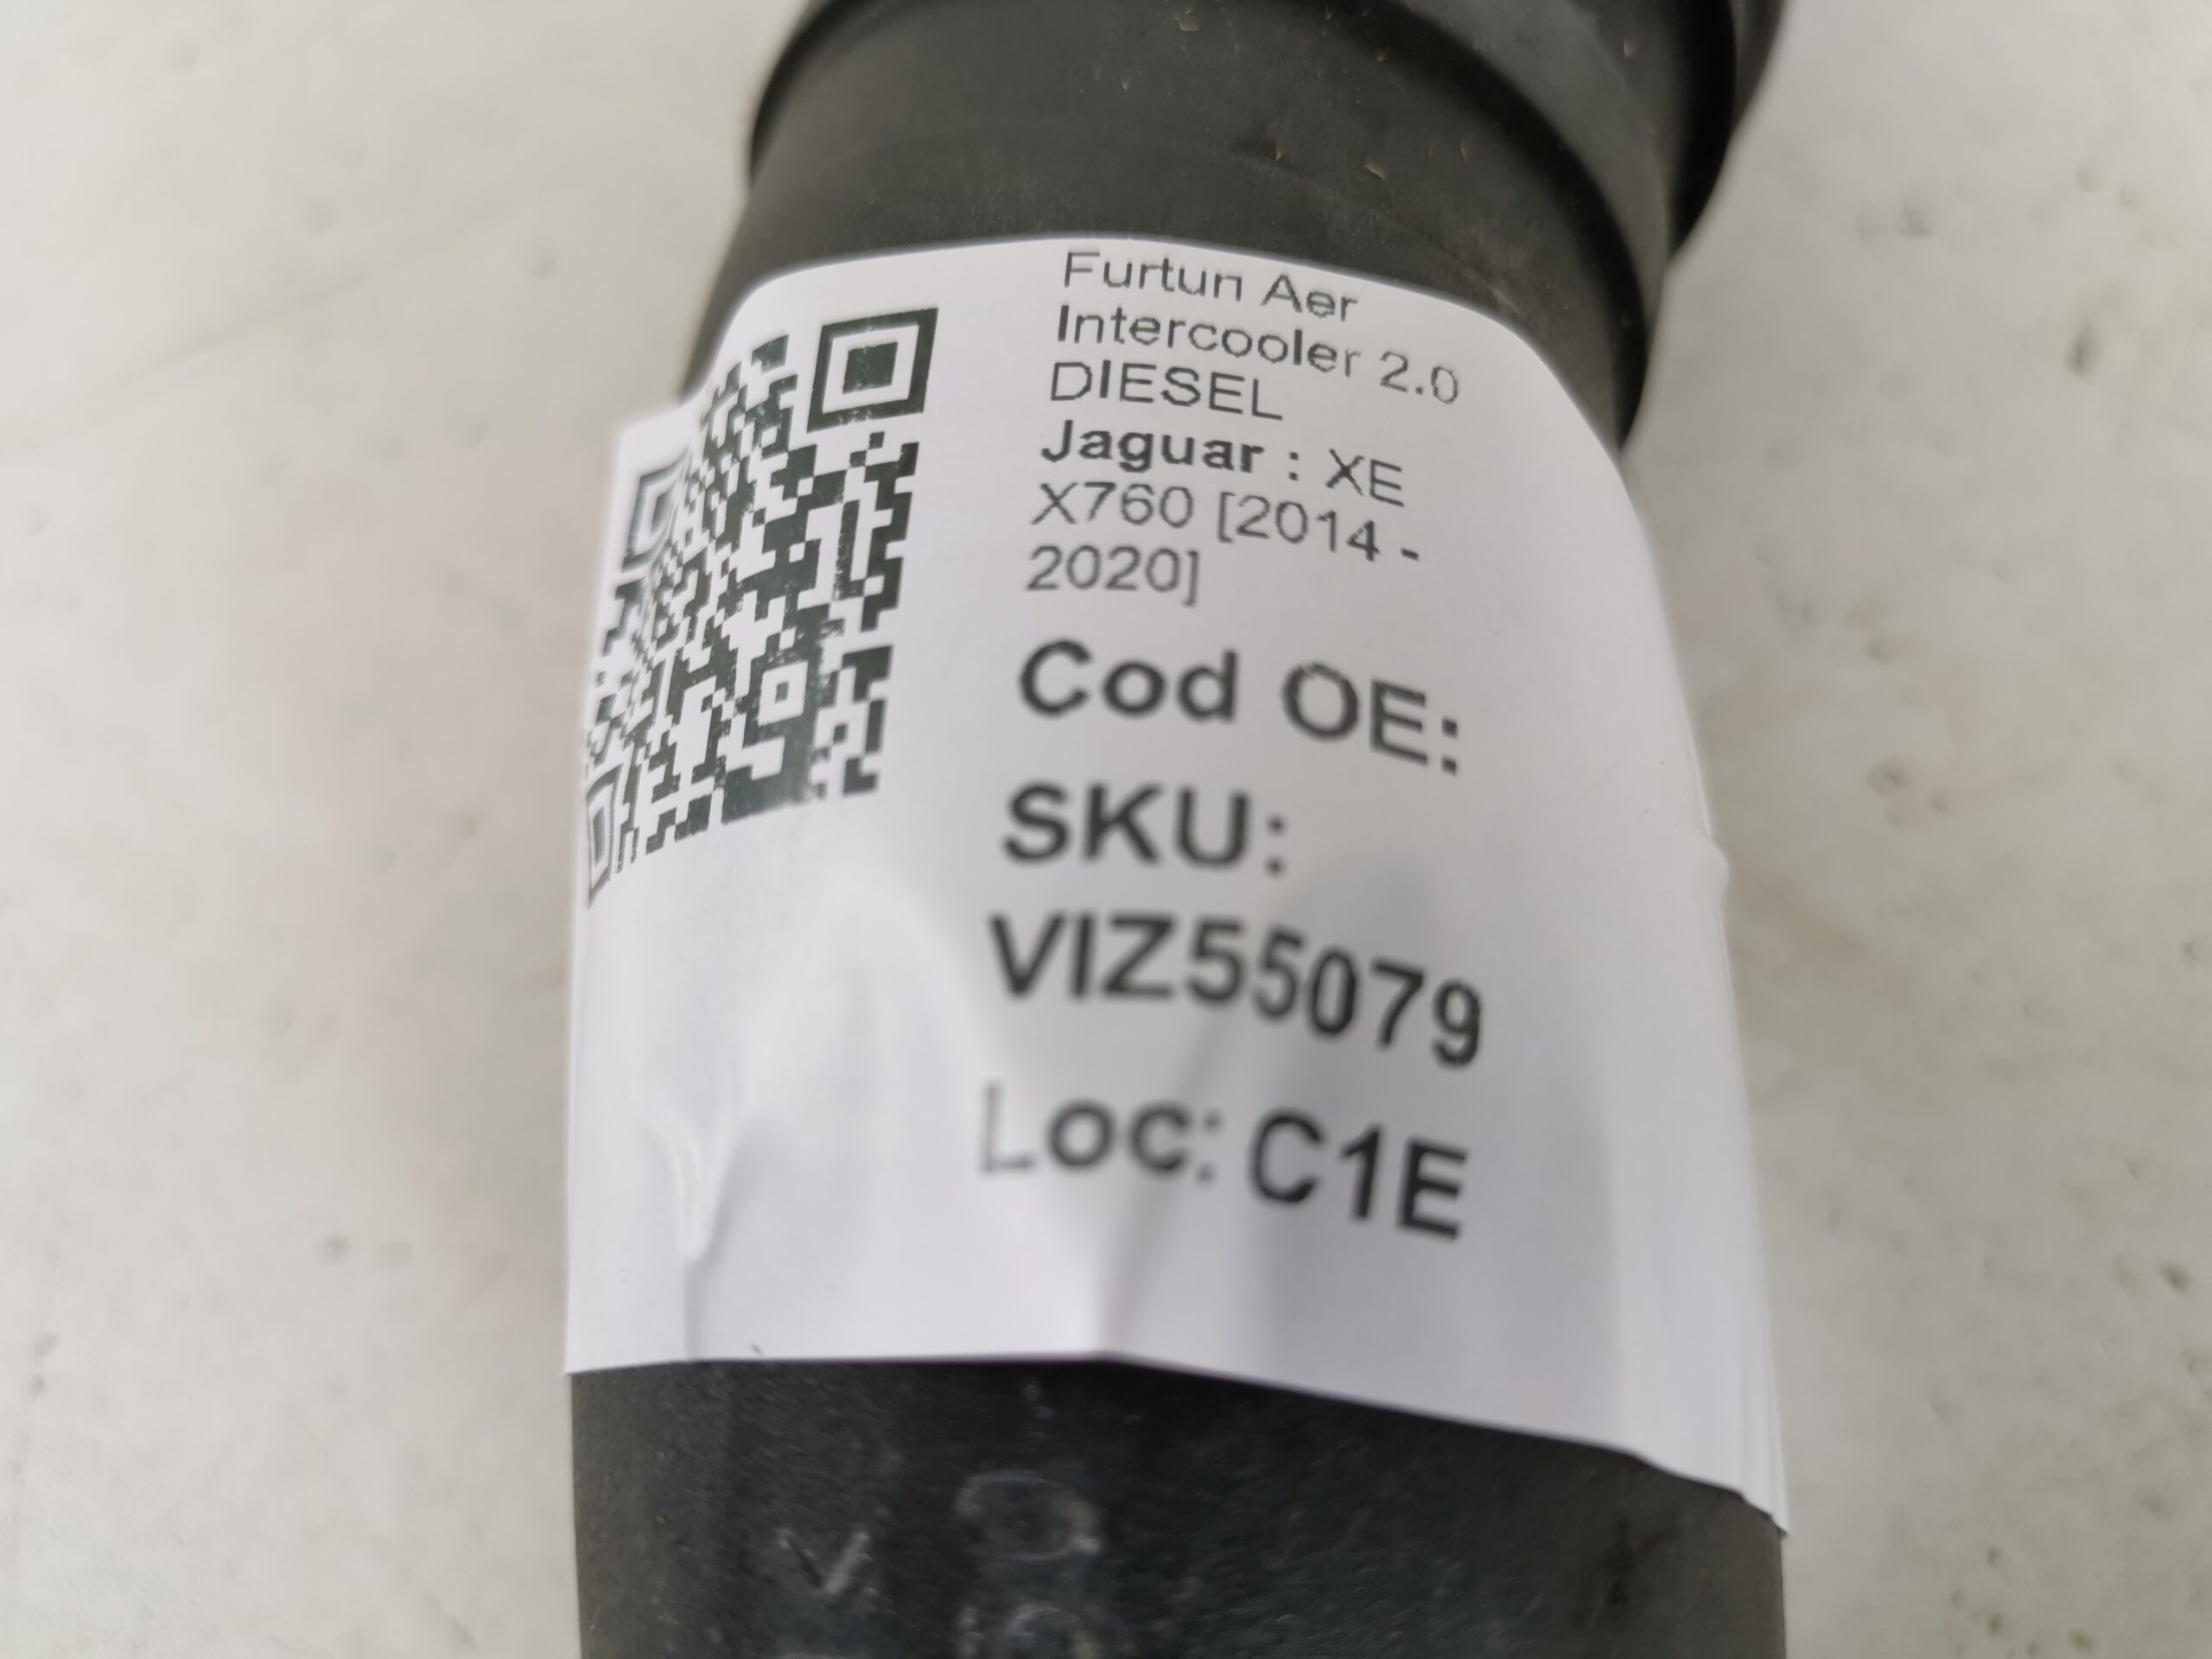 Furtun Aer
Intercooler 2.0
DIESEL
Jaguar : XE
X760 [2014 -
2020]
Cod OE:
SKU:
VIZ55079
Loc: C1E